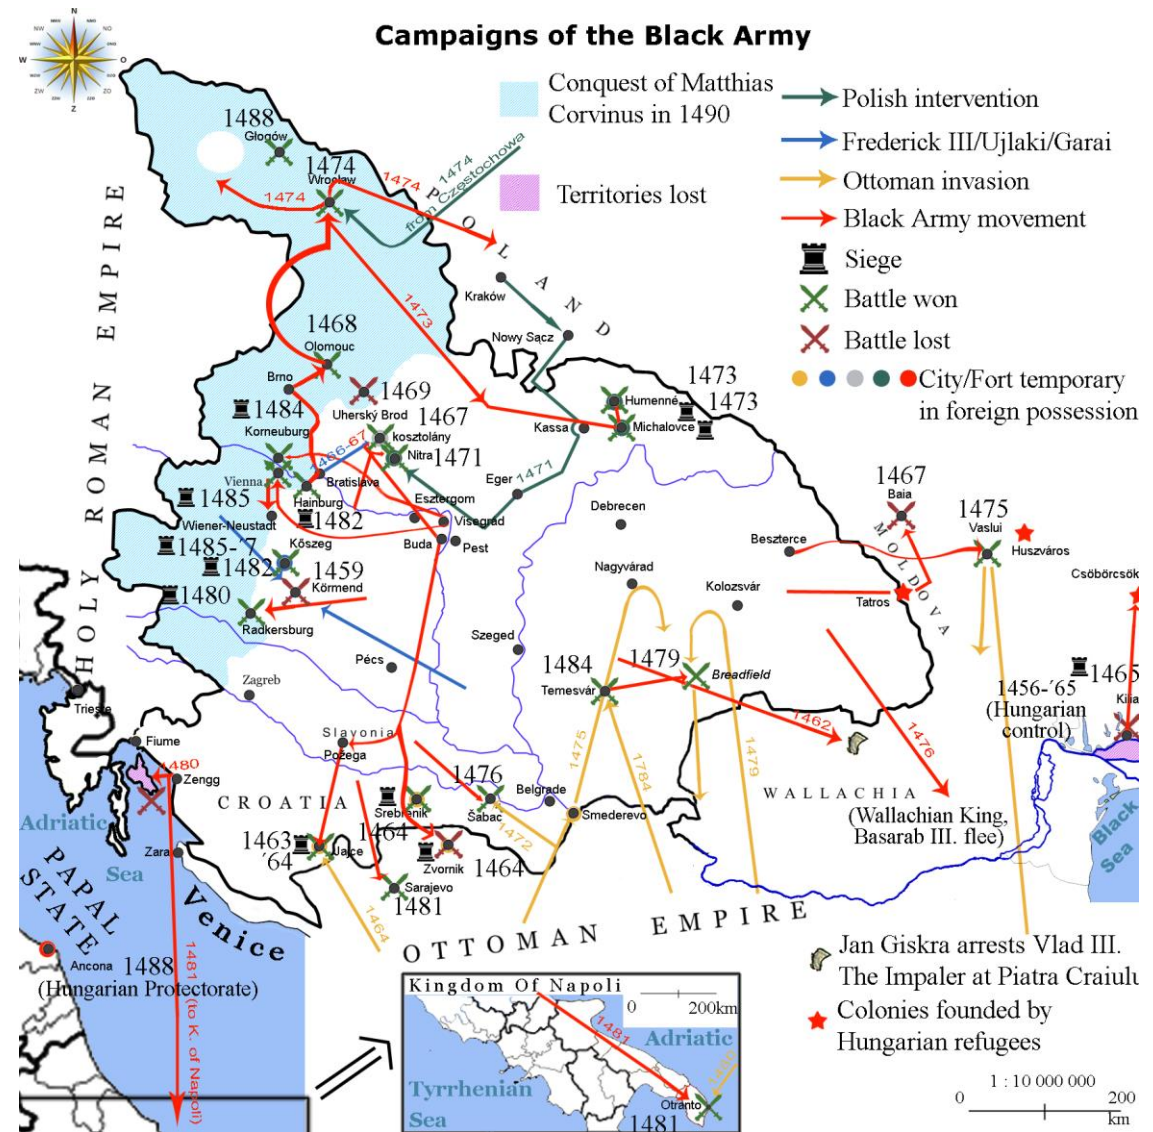 Campaigns of the Black Army
N
W
O
Z
NW
NO
ZW
ZO
Conquest of Matthias
Corvinus in 1490
Territories lost
Polish intervention
Frederick III/Ujlaki/Garai
Ottoman invasion
Black Army movement
Siege
Battle won
Battle lost
City/Fort temporary
in foreign possession
HOLY ROMAN EMPIRE
POLAND
1488
Głogów
1474
Wrocław
1474
1474
1474
from Częstochowa
Kraków
Nowy Sącz
1473
1468
Olomouc
Brno
1469
Uherský Brod
1484
Korneuburg
1467
kosztolány
Nitra
1471
1466-67
1473
1473
Humenné
Michalovce
Kassa
1471
Eger
Vienna
Hainburg
Bratislava
1485
Wiener-Neustadt
1482
Esztergom
Visegrád
Buda
Pest
Debrecen
1485-´7
Kőszeg
1482
1480
1459
Körmend
Radkersburg
Nagyvárad
Kolozsvár
Beszterce
1467
Baia
MOLDOVA
1475
Vaslui
Huszváros
Csöbörcsök
Tatros
Szeged
Pécs
Zagreb
1484
Temesvár
1479
Breadfield
1462
1476
1456-´65
(Hungarian
control)
1465
Kilia
Trieste
Fiume
Zengg
1480
Slavonia
Požega
CROATIA
1476
Šabac
Belgrade
Smederevo
1475
1784
1479
1472
WALLACHIA
(Wallachian King,
Basarab III. flee)
Black
Sea
Srebrenik
1464
1463
´64
Jajce
Zvornik
1464
Sarajevo
1481
1464
Adriatic
Sea
Zara
PAPAL
STATE
Venice
OTTOMAN EMPIRE
Ancona
1488
(Hungarian Protectorate)
1481 (to K. of Napoli)
Kingdom Of Napoli
0
200km
1481
Adriatic
Tyrrhenian
Sea
Otranto
1481
1480
Jan Giskra arrests Vlad III.
The Impaler at Piatra Craiulu
Colonies founded by
Hungarian refugees
1 : 10 000 000
0
200
km